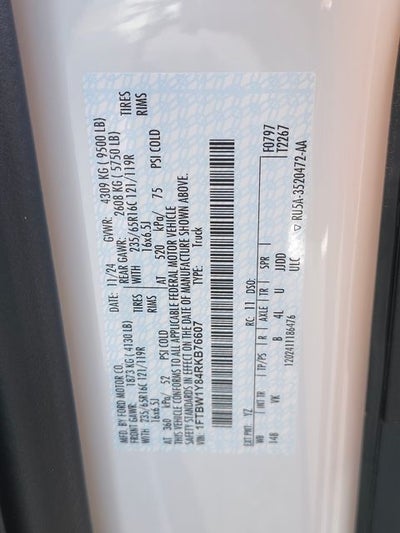 MFD. BY FORD MOTOR CO.
DATE: 11/24 GVWR: 4309 KG ( 9500 LB)
FRONT GAWR: 1873 KG ( 4130 LB) REAR GAWR: 2608 KG ( 5750 LB)
WITH 235/65R16C 121/119R TIRES WITH 235/65R16C 121/119R TIRES
16x6.5J RIMS 16x6.5J RIMS
AT 360 kPa/ 52 PSI COLD AT 520 kPa/ 75 PSI COLD
THIS VEHICLE CONFORMS TO ALL APPLICABLE FEDERAL MOTOR VEHICLE
SAFETY STANDARDS IN EFFECT ON THE DATE OF MANUFACTURE SHOWN ABOVE.
VIN: 1FTBW1Y84RKB76607 TYPE: Truck
F0797
T2267
EXT PNT: YZ RC: 11 DSO:
WB INT TR TP/PS R AXLE TR SPR
148 VK B 4L U JJDD
1202411186476 ULC ▽ RU5A-3520472-AA